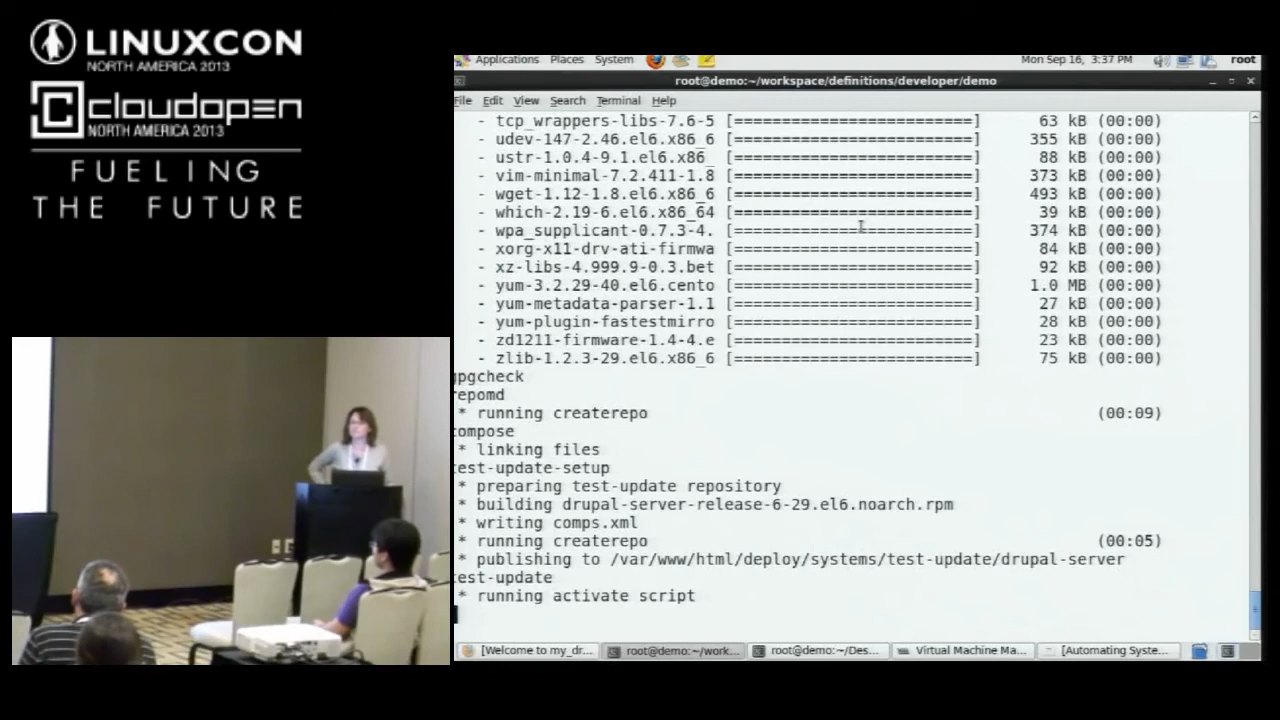 LINUXCON
NORTH AMERICA 2013
cloudopen
NORTH AMERICA 2013
FUELING
THE FUTURE
Applications Places System Mon Sep 16, 3:37 PM root
root@demo:~/workspace/definitions/developer/demo
File Edit View Search Terminal Help
- tcp_wrappers-libs-7.6-5 [=========================] 63 kB (00:00)
- udev-147-2.46.el6.x86_6 [=========================] 355 kB (00:00)
- ustr-1.0.4-9.1.el6.x86_ [=========================] 88 kB (00:00)
- vim-minimal-7.2.411-1.8 [=========================] 373 kB (00:00)
- wget-1.12-1.8.el6.x86_6 [=========================] 493 kB (00:00)
- which-2.19-6.el6.x86_64 [=========================] 39 kB (00:00)
- wpa_supplicant-0.7.3-4. [=========================] 374 kB (00:00)
- xorg-x11-drv-ati-firmwa [=========================] 84 kB (00:00)
- xz-libs-4.999.9-0.3.bet [=========================] 92 kB (00:00)
- yum-3.2.29-40.el6.cento [=========================] 1.0 MB (00:00)
- yum-metadata-parser-1.1 [=========================] 27 kB (00:00)
- yum-plugin-fastestmirro [=========================] 28 kB (00:00)
- zd1211-firmware-1.4-4.e [=========================] 23 kB (00:00)
- zlib-1.2.3-29.el6.x86_6 [=========================] 75 kB (00:00)
gpgcheck
repomd
* running createrepo (00:09)
compose
* linking files
test-update-setup
* preparing test-update repository
* building drupal-server-release-6-29.el6.noarch.rpm
* writing comps.xml
* running createrepo (00:05)
* publishing to /var/www/html/deploy/systems/test-update/drupal-server
test-update
* running activate script
[Welcome to my_dr... root@demo:~/work... root@demo:~/Des... Virtual Machine Ma... [Automating Syste...